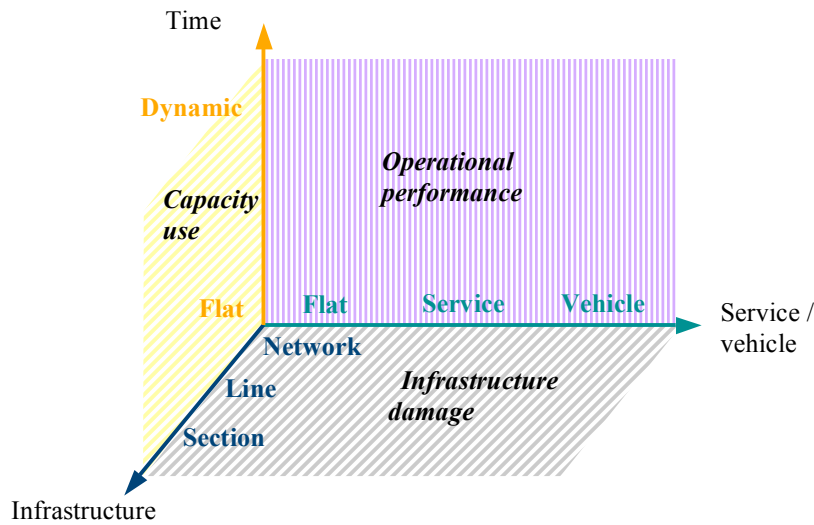 Time
Dynamic
Operational
performance
Capacity
use
Flat
Flat
Service
Vehicle
Service /
vehicle
Network
Line
Infrastructure
damage
Section
Infrastructure